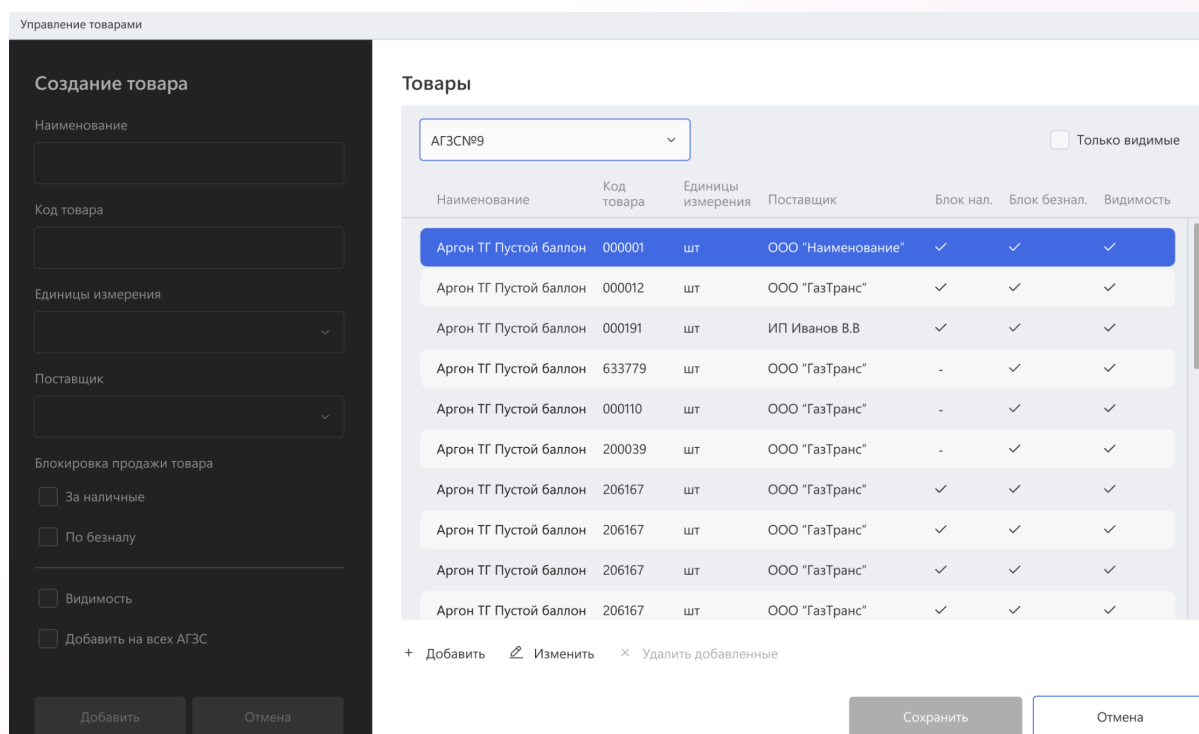 Управление товарами
Создание товара
Наименование
Код товара
Единицы измерения
Поставщик
Блокировка продажи товара
За наличные
По безналу
Видимость
Добавить на всех АГЗС
Добавить Отмена
Товары
АГЗС№9 Только видимые
Наименование Код товара Единицы измерения Поставщик Блок нал. Блок безнал. Видимость
Аргон ТГ Пустой баллон 000001 шт ООО "Наименование" ✓ ✓ ✓
Аргон ТГ Пустой баллон 000012 шт ООО "ГазТранс" ✓ ✓ ✓
Аргон ТГ Пустой баллон 000191 шт ИП Иванов В.В ✓ ✓ ✓
Аргон ТГ Пустой баллон 633779 шт ООО "ГазТранс" - ✓ ✓
Аргон ТГ Пустой баллон 000110 шт ООО "ГазТранс" - ✓ ✓
Аргон ТГ Пустой баллон 200039 шт ООО "ГазТранс" - ✓ ✓
Аргон ТГ Пустой баллон 206167 шт ООО "ГазТранс" ✓ ✓ ✓
Аргон ТГ Пустой баллон 206167 шт ООО "ГазТранс" ✓ ✓ ✓
Аргон ТГ Пустой баллон 206167 шт ООО "ГазТранс" ✓ ✓ ✓
Аргон ТГ Пустой баллон 206167 шт ООО "ГазТранс" ✓ ✓ ✓
+ Добавить Изменить × Удалить добавленные
Сохранить Отмена